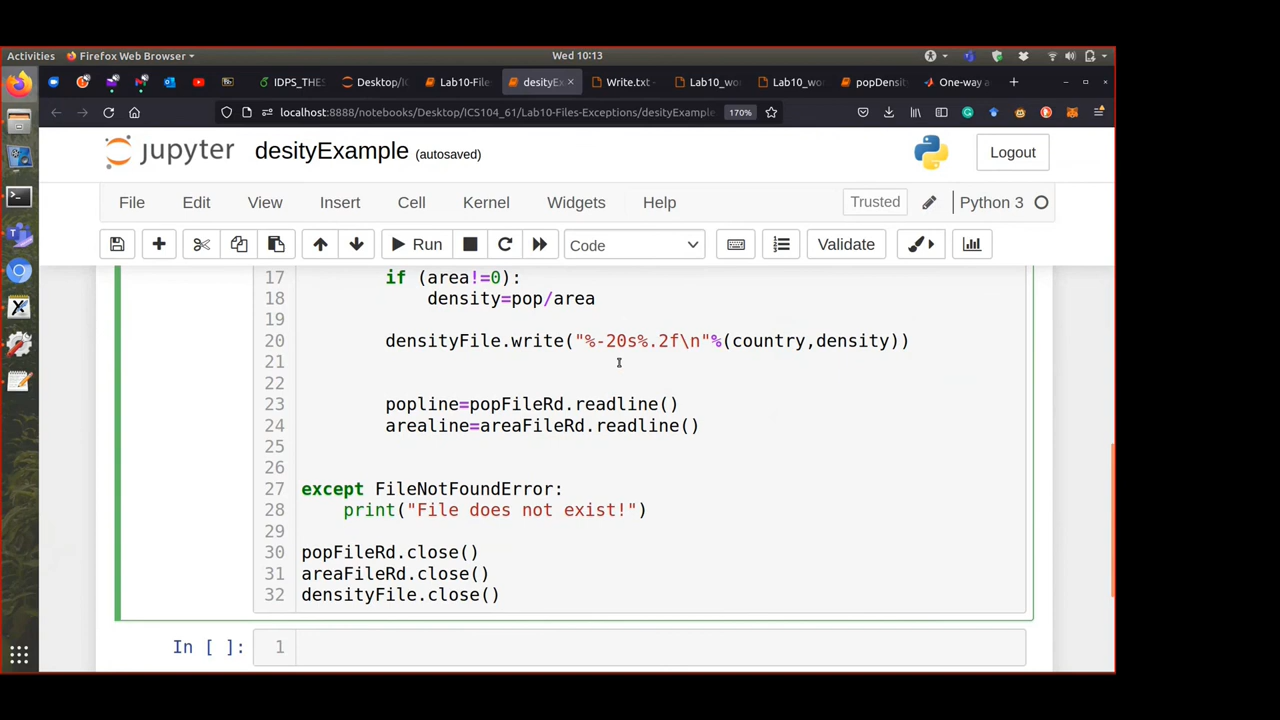 Activities Firefox Web Browser Wed 10:13
IDPS_THES Desktop/IC Lab10-File desityEx Write.txt - Lab10_wo Lab10_wo popDensit One-way a
localhost:8888/notebooks/Desktop/ICS104_61/Lab10-Files-Exceptions/desityExample 170%
jupyter desityExample (autosaved) Logout
File Edit View Insert Cell Kernel Widgets Help Trusted Python 3
Run Code Validate
17 if (area!=0):
18 density=pop/area
19
20 densityFile.write("%-20s%.2f\n"%(country,density))
21
22
23 popline=popFileRd.readline()
24 arealine=areaFileRd.readline()
25
26
27 except FileNotFoundError:
28 print("File does not exist!")
29
30 popFileRd.close()
31 areaFileRd.close()
32 densityFile.close()
In [ ]: 1